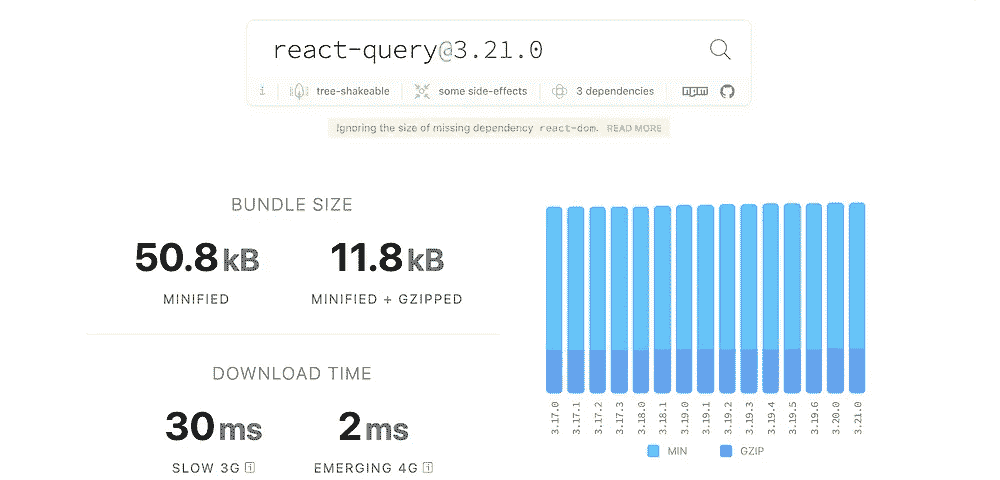 react-query@3.21.0
i tree-shakeable some side-effects 3 dependencies npm
Ignoring the size of missing dependency react-dom. READ MORE
BUNDLE SIZE
50.8 kB 11.8 kB
MINIFIED MINIFIED + GZIPPED
DOWNLOAD TIME
30 ms 2 ms
SLOW 3G i EMERGING 4G i
3.17.0
3.17.1
3.17.2
3.17.3
3.18.0
3.18.1
3.19.0
3.19.1
3.19.2
3.19.3
3.19.4
3.19.5
3.19.6
3.20.0
3.21.0
MIN GZIP